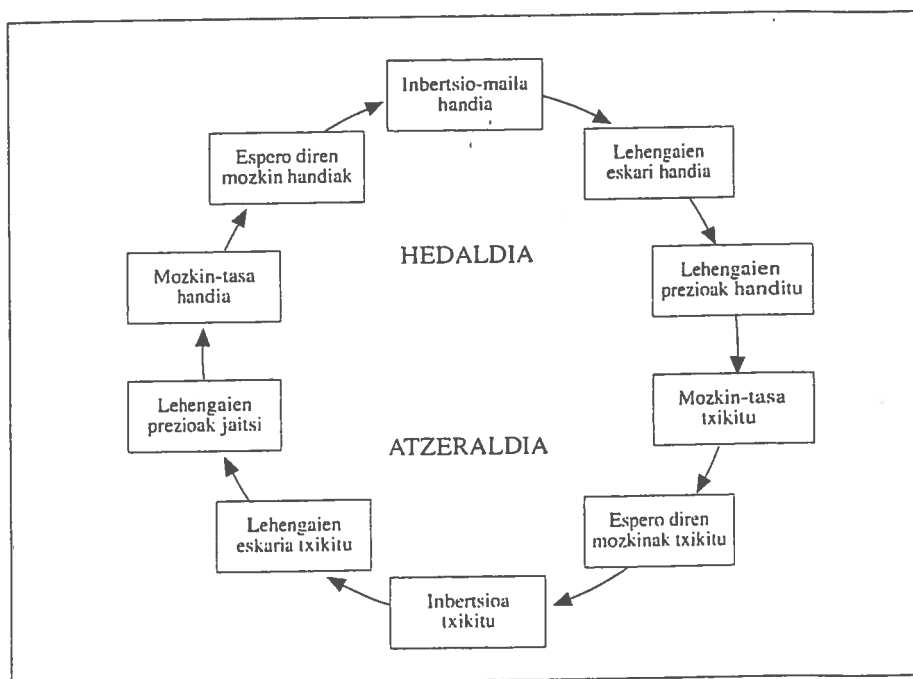 Inbertsio-maila
handia
Lehengaien
eskari handia
Lehengaien
prezioak handitu
Mozkin-tasa
txikitu
Espero diren
mozkinak txikitu
Inbertsioa
txikitu
Lehengaien
eskaria txikitu
Lehengaien
prezioak jaitsi
Mozkin-tasa
handia
Espero diren
mozkin handiak
HEDALDIA
ATZERALDIA